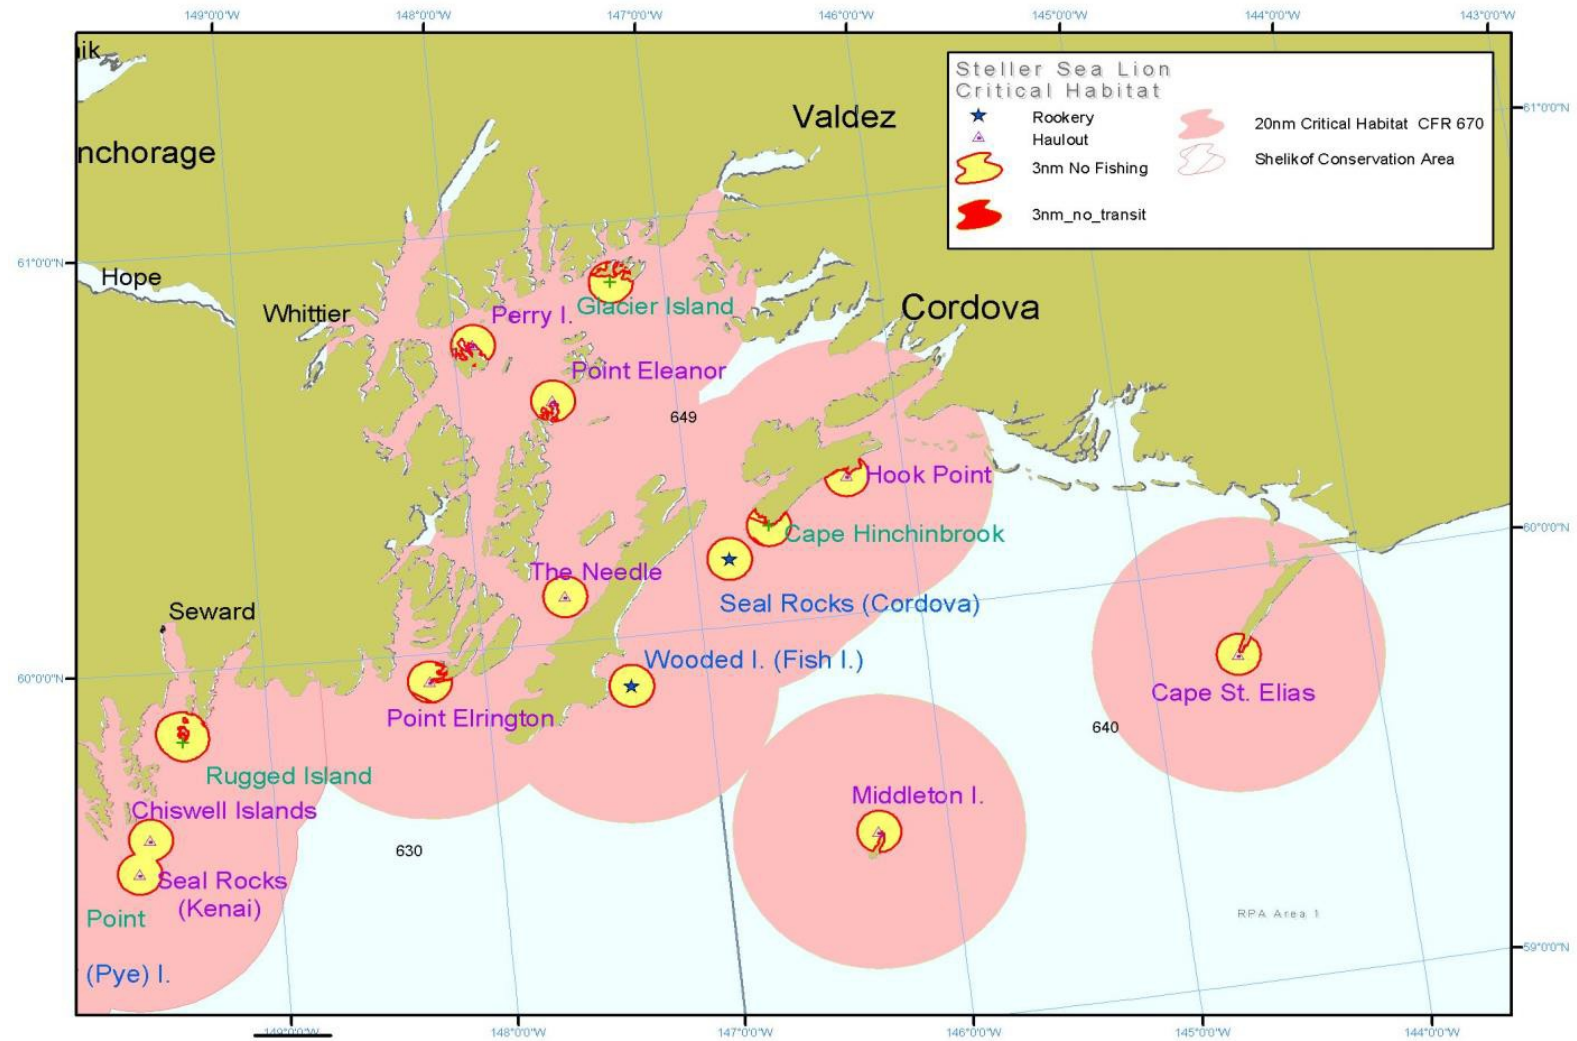 149°0'0"W 148°0'0"W 147°0'0"W 146°0'0"W 145°0'0"W 144°0'0"W 143°0'0"W
ik
Steller Sea Lion
Critical Habitat
Rookery
Haulout
3nm No Fishing
3nm_no_transit
20nm Critical Habitat CFR 670
Shelikof Conservation Area
61°0'0"N
Valdez
nchorage
61°0'0"N
Hope
Whittier
Perry I.
Glacier Island
Cordova
Point Eleanor
649
Hook Point
60°0'0"N
Cape Hinchinbrook
The Needle
Seal Rocks (Cordova)
Seward
Wooded I. (Fish I.)
60°0'0"N
Cape St. Elias
Point Elrington
640
Rugged Island
Middleton I.
Chiswell Islands
630
Seal Rocks
(Kenai)
Point
RPA Area 1
59°0'0"N
(Pye) I.
149°0'0"W 148°0'0"W 147°0'0"W 146°0'0"W 145°0'0"W 144°0'0"W